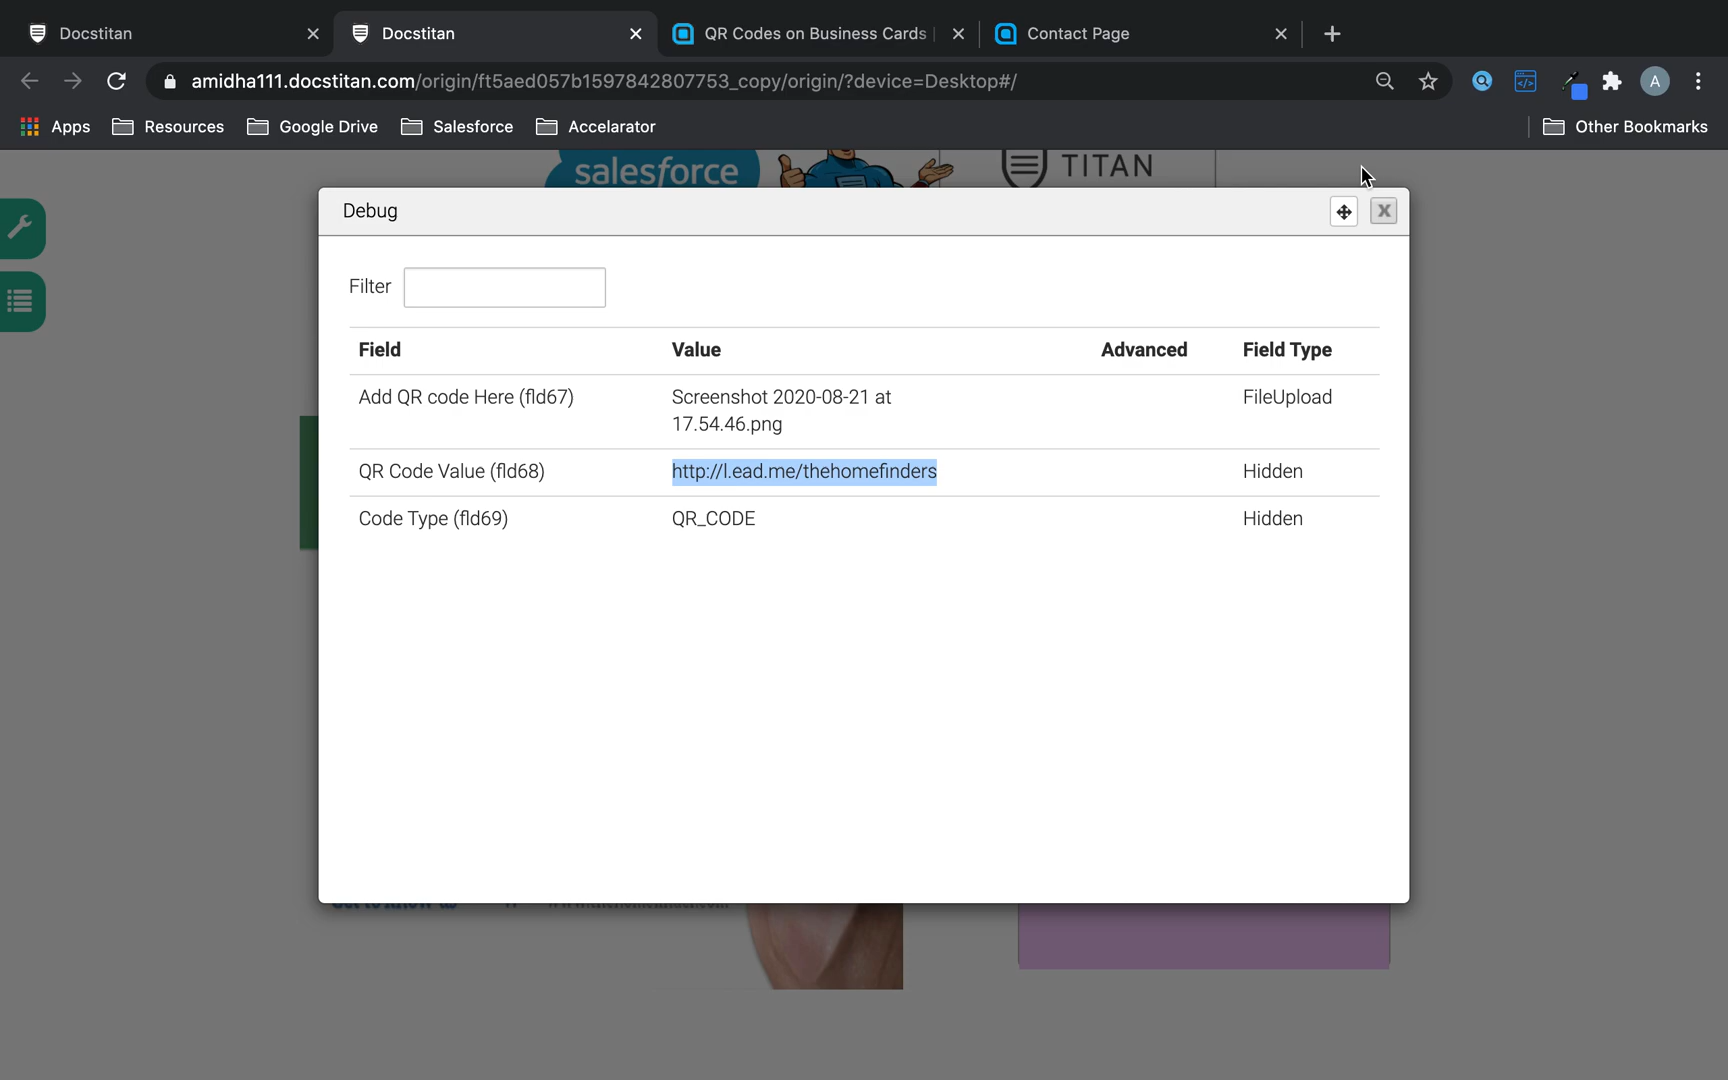 Docstitan
Docstitan
QR Codes on Business Cards
Contact Page
amidha111.docstitan.com/origin/ft5aed057b1597842807753_copy/origin/?device=Desktop#/
A
Apps Resources Google Drive Salesforce Accelarator Other Bookmarks
salesforce
TITAN
Debug
Filter
Field Value Advanced Field Type
Add QR code Here (fld67) Screenshot 2020-08-21 at FileUpload
17.54.46.png
QR Code Value (fld68) http://l.ead.me/thehomefinders Hidden
Code Type (fld69) QR_CODE Hidden